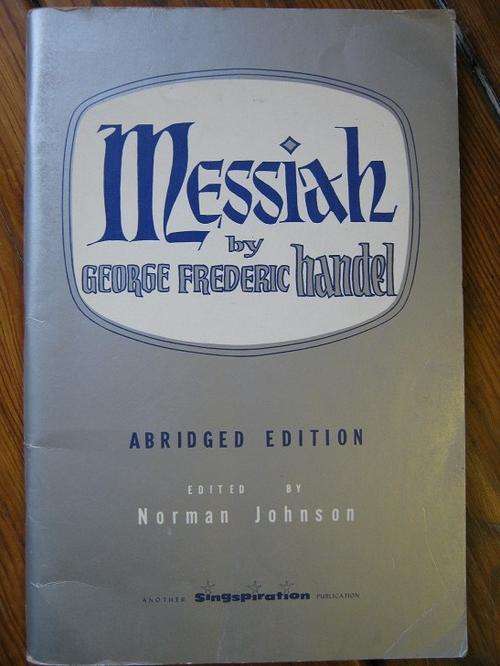 Messiah
by
GEORGE FREDERIC handel
ABRIDGED EDITION
EDITED BY
Norman Johnson
ANOTHER Singspiration PUBLICATION